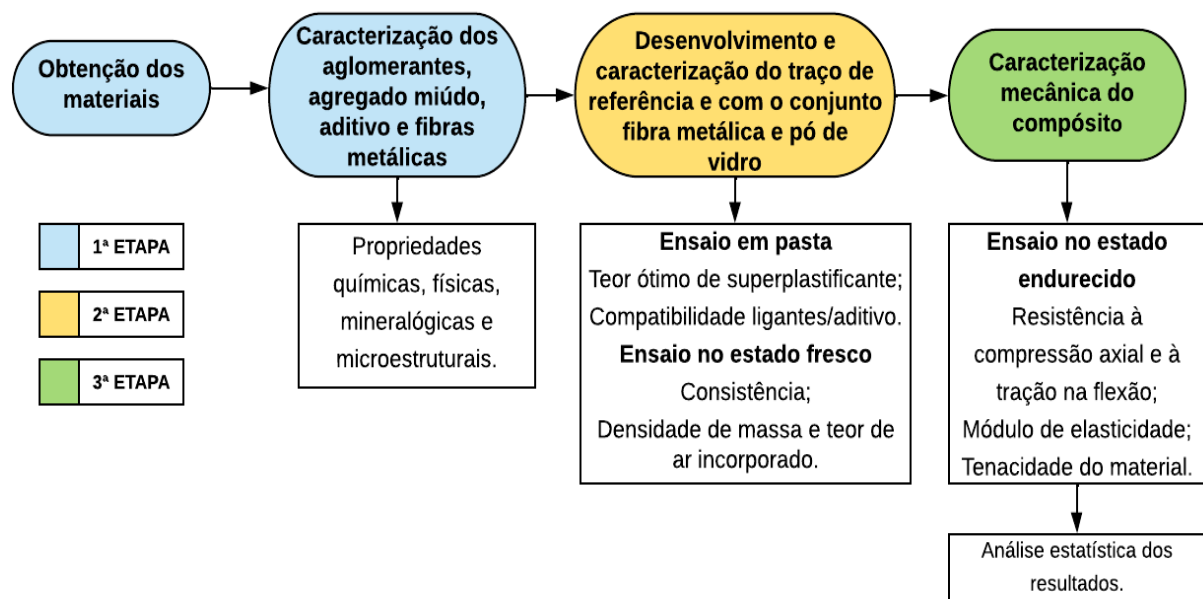 Obtenção dos
materiais
Caracterização dos
aglomerantes,
agregado miúdo,
aditivo e fibras
metálicas
Desenvolvimento e
caracterização do traço de
referência e com o conjunto
fibra metálica e pó de
vidro
Caracterização
mecânica do
compósito
1ª ETAPA
2ª ETAPA
3ª ETAPA
Propriedades
químicas, físicas,
mineralógicas e
microestruturais.
Ensaio em pasta
Teor ótimo de superplastificante;
Compatibilidade ligantes/aditivo.
Ensaio no estado fresco
Consistência;
Densidade de massa e teor de
ar incorporado.
Ensaio no estado
endurecido
Resistência à
compressão axial e à
tração na flexão;
Módulo de elasticidade;
Tenacidade do material.
Análise estatística dos
resultados.